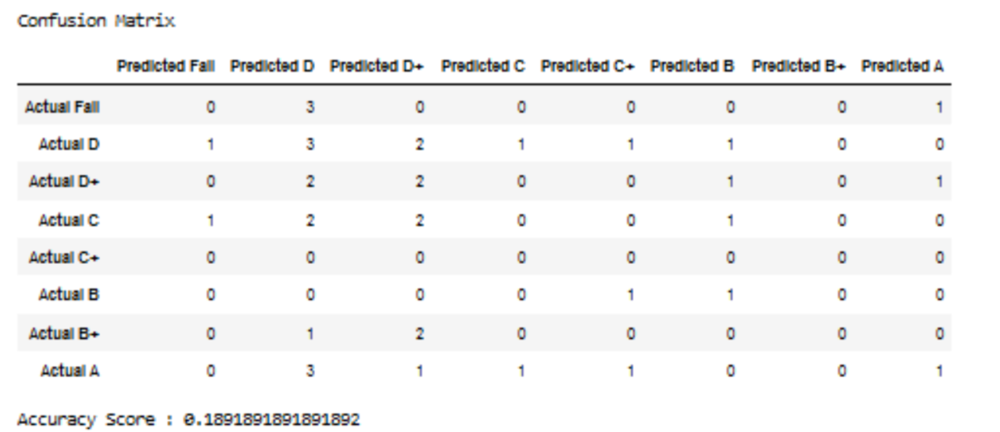 Confusion Matrix
Predicted Fail Predicted D Predicted D+ Predicted C Predicted C+ Predicted B Predicted B+ Predicted A
Actual Fail 0 3 0 0 0 0 0 1
Actual D 1 3 2 1 1 1 0 0
Actual D+ 0 2 2 0 0 1 0 1
Actual C 1 2 2 0 0 1 0 0
Actual C+ 0 0 0 0 0 0 0 0
Actual B 0 0 0 0 1 1 0 0
Actual B+ 0 1 2 0 0 0 0 0
Actual A 0 3 1 1 1 0 0 1
Accuracy Score : 0.1891891891891892